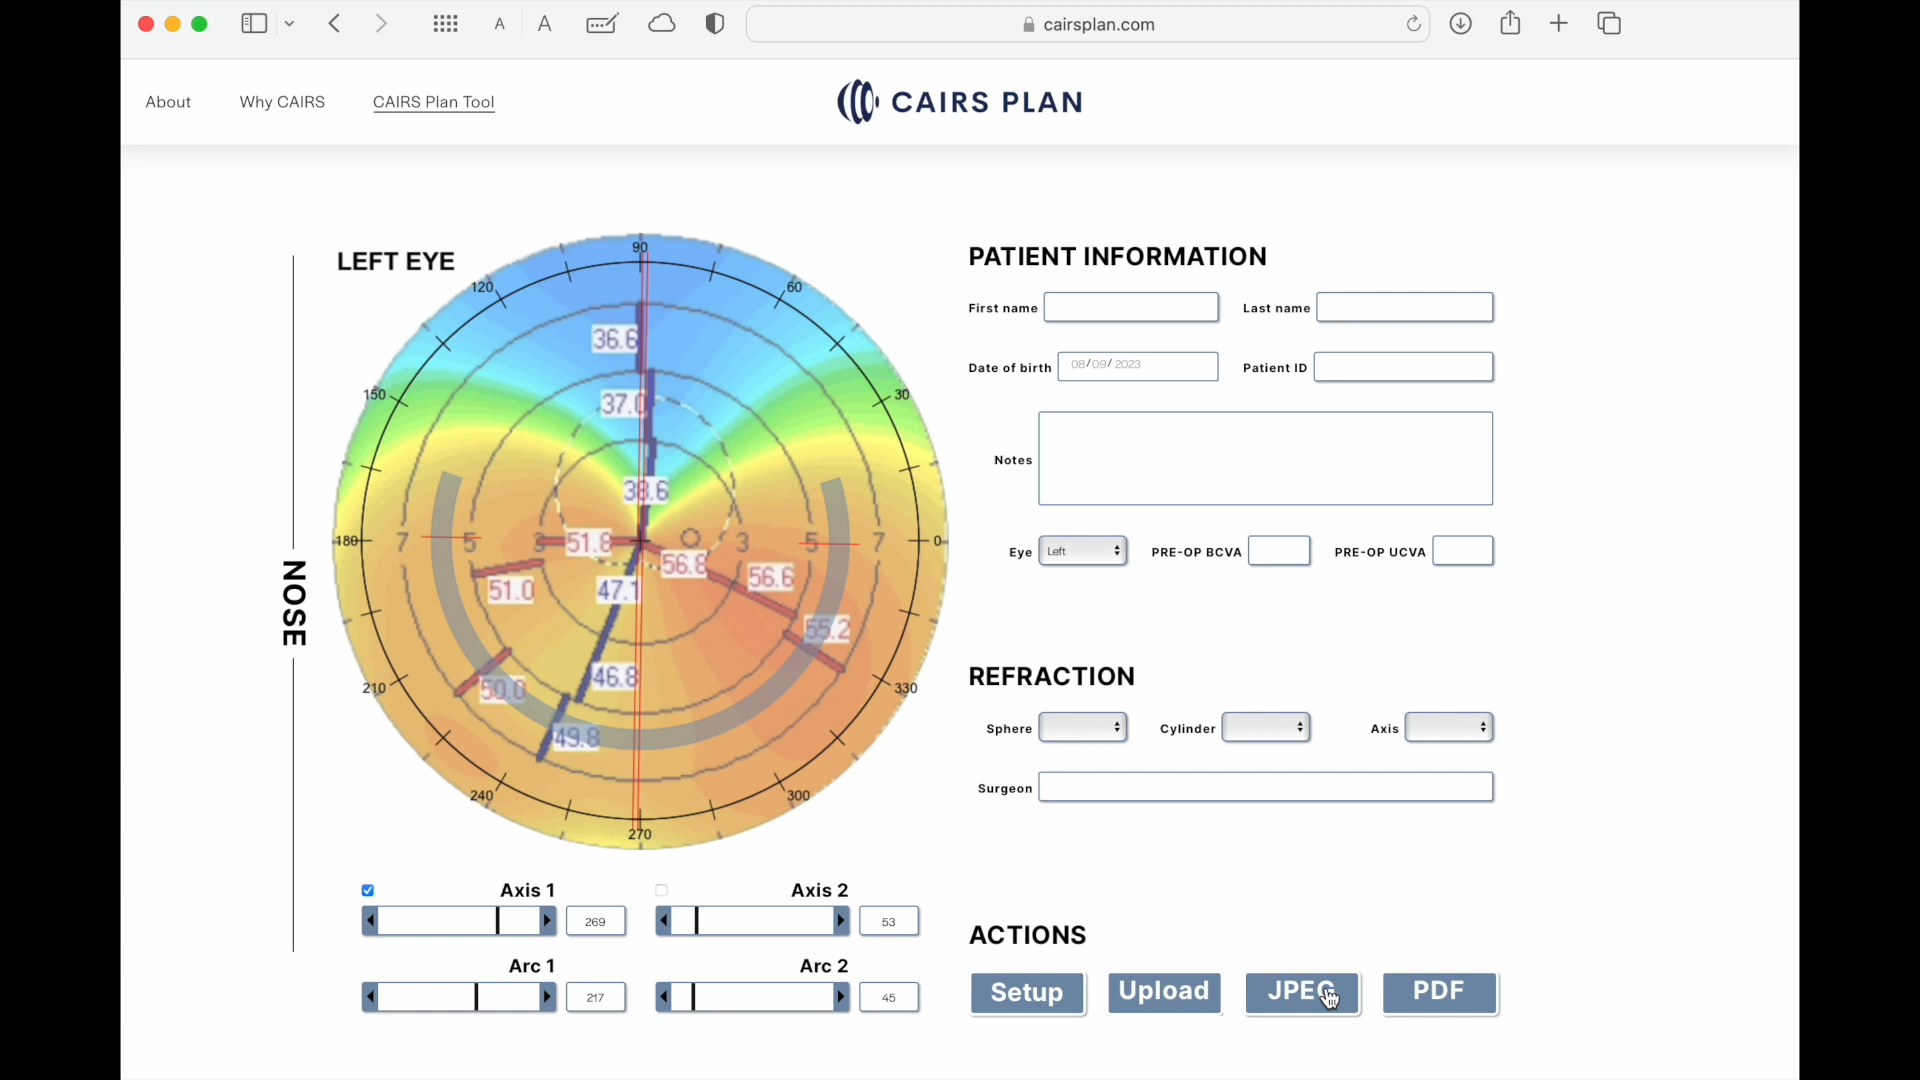 A A cairsplan.com
About Why CAIRS CAIRS Plan Tool CAIRS PLAN
LEFT EYE
NOSE
90
120 60
150 30
180 7 5 3 3 5 7 0
210 330
240 300
270
36.6
37.0
38.6
51.8
56.8
56.6
51.0
47.1
55.2
46.8
50.0
49.8
Axis 1 Axis 2
269 53
Arc 1 Arc 2
217 45
PATIENT INFORMATION
First name Last name
Date of birth 08/09/2023 Patient ID
Notes
Eye Left PRE-OP BCVA PRE-OP UCVA
REFRACTION
Sphere Cylinder Axis
Surgeon
ACTIONS
Setup Upload JPEG PDF